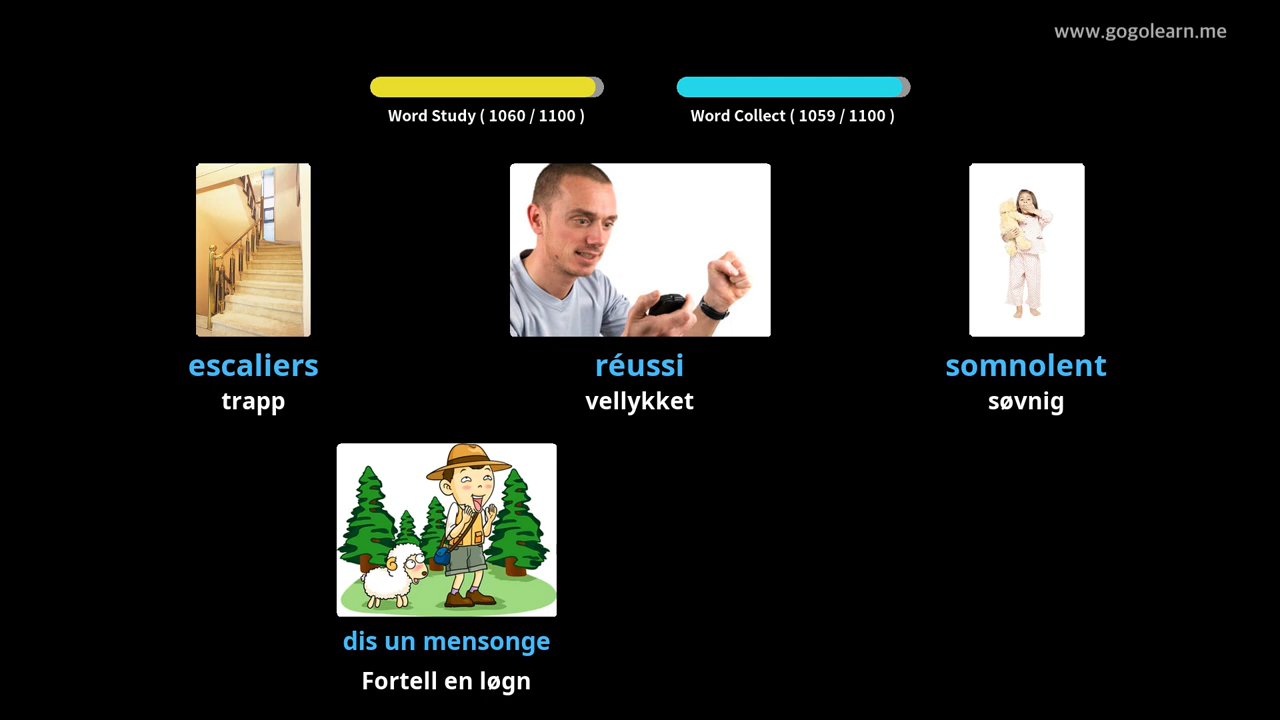 www.gogolearn.me
Word Study ( 1060 / 1100 )
Word Collect ( 1059 / 1100 )
escaliers
trapp
réussi
vellykket
somnolent
søvnig
dis un mensonge
Fortell en løgn